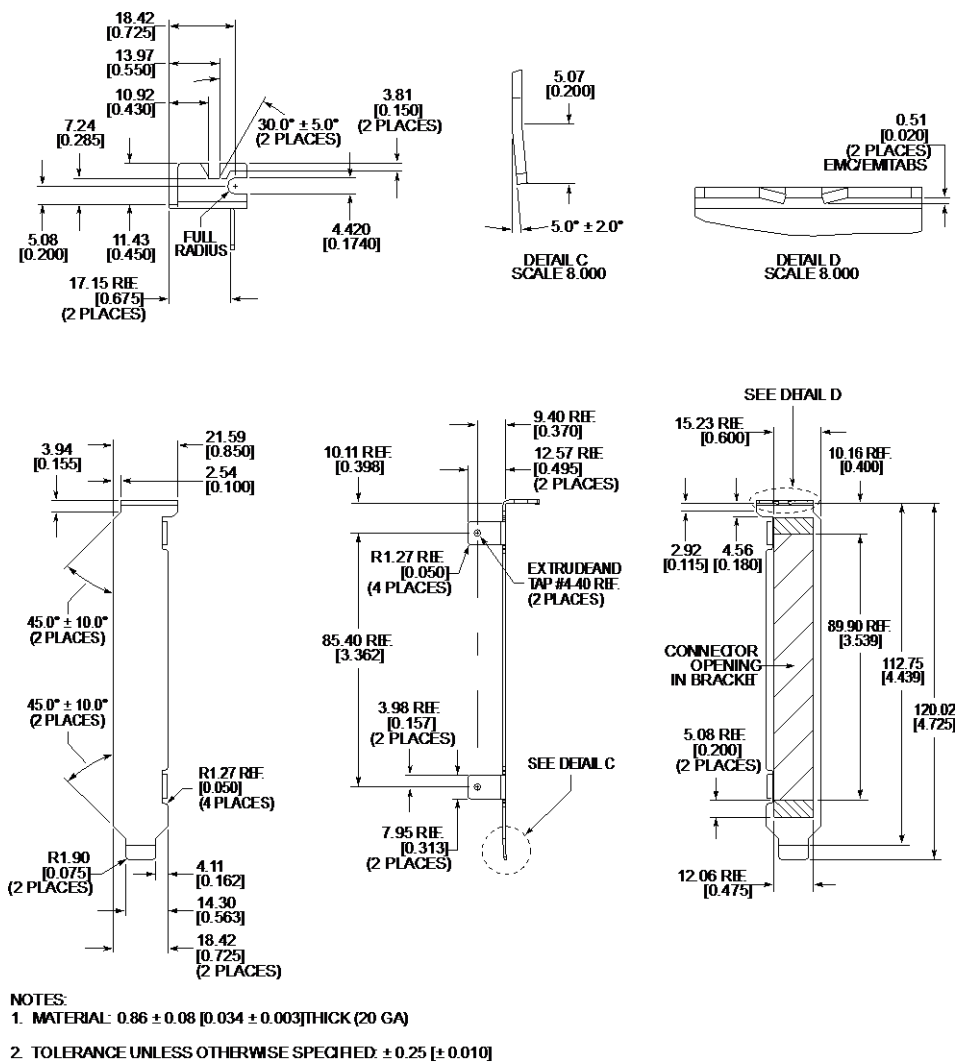 18.42
[0.725]
13.97
[0.550]
10.92
[0.430]
7.24
[0.285]
30.0° ± 5.0°
(2 PLACES)
3.81
[0.150]
(2 PLACES)
5.08
[0.200]
11.43
[0.450]
FULL
RADIUS
4.420
[0.1740]
17.15 REF.
[0.675]
(2 PLACES)
5.07
[0.200]
5.0° ± 2.0°
DETAIL C
SCALE 8.000
0.51
[0.020]
(2 PLACES)
EMC/EMI TABS
DETAIL D
SCALE 8.000
3.94
[0.155]
21.59
[0.850]
2.54
[0.100]
45.0° ± 10.0°
(2 PLACES)
45.0° ± 10.0°
(2 PLACES)
R1.27 REF.
[0.050]
(4 PLACES)
R1.90
[0.075]
(2 PLACES)
4.11
[0.162]
14.30
[0.563]
18.42
[0.725]
(2 PLACES)
9.40 REF.
[0.370]
10.11 REF.
[0.398]
12.57 REF.
[0.495]
(2 PLACES)
R1.27 REF.
[0.050]
(4 PLACES)
EXTRUDE AND
TAP #4-40 REF.
(2 PLACES)
85.40 REF.
[3.362]
3.98 REF.
[0.157]
(2 PLACES)
SEE DETAIL C
7.95 REF.
[0.313]
(2 PLACES)
SEE DETAIL D
15.23 REF.
[0.600]
10.16 REF.
[0.400]
2.92
[0.115]
4.56
[0.180]
89.90 REF.
[3.539]
CONNECTOR
OPENING
IN BRACKET
112.75
[4.439]
120.02
[4.725]
5.08 REF.
[0.200]
(2 PLACES)
12.06 REF.
[0.475]
NOTES:
1. MATERIAL: 0.86 ± 0.08 [0.034 ± 0.003] THICK (20 GA)
2. TOLERANCE UNLESS OTHERWISE SPECIFIED: ± 0.25 [± 0.010]